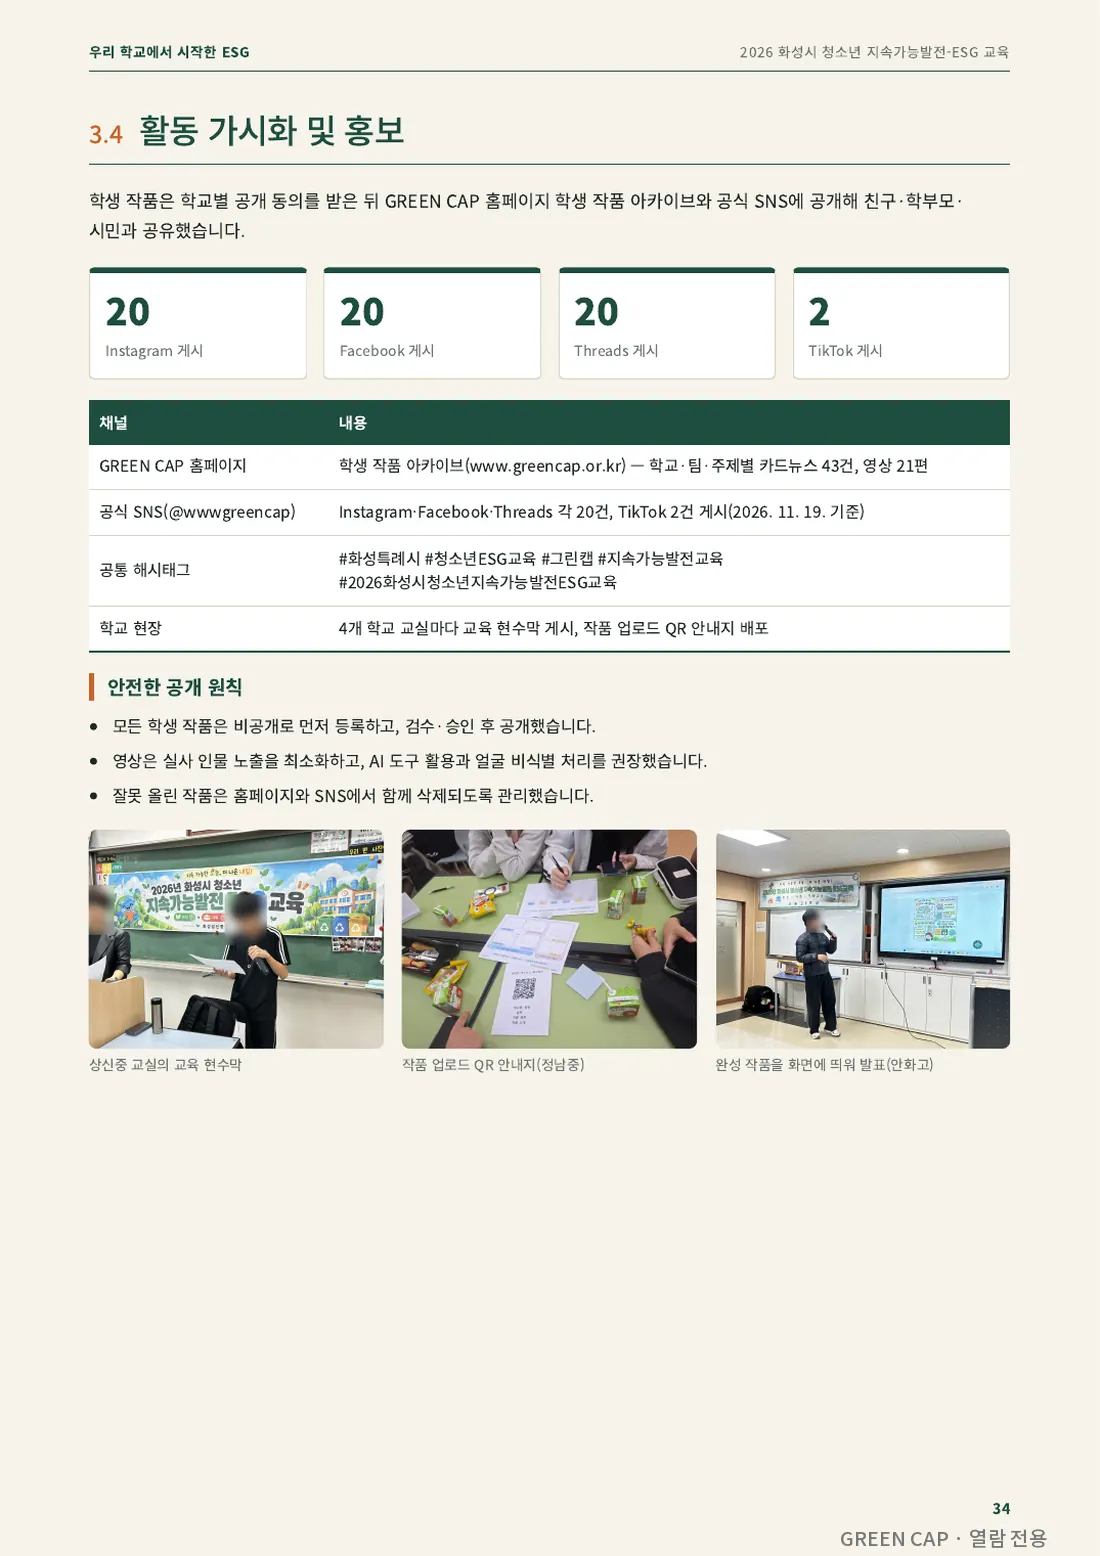 우리 학교에서 시작한 ESG
2026 화성시 청소년 지속가능발전-ESG 교육
3.4 활동 가시화 및 홍보
학생 작품은 학교별 공개 동의를 받은 뒤 GREEN CAP 홈페이지 학생 작품 아카이브와 공식 SNS에 공개해 친구·학부모·
시민과 공유했습니다.
20
Instagram 게시
20
Facebook 게시
20
Threads 게시
2
TikTok 게시
채널 내용
GREEN CAP 홈페이지 학생 작품 아카이브(www.greencap.or.kr) — 학교·팀·주제별 카드뉴스 43건, 영상 21편
공식 SNS(@wwwgreencap) Instagram·Facebook·Threads 각 20건, TikTok 2건 게시(2026. 11. 19. 기준)
공통 해시태그 #화성특례시 #청소년ESG교육 #그린캡 #지속가능발전교육
#2026화성시청소년지속가능발전ESG교육
학교 현장 4개 학교 교실마다 교육 현수막 게시, 작품 업로드 QR 안내지 배포
안전한 공개 원칙
● 모든 학생 작품은 비공개로 먼저 등록하고, 검수·승인 후 공개했습니다.
● 영상은 실사 인물 노출을 최소화하고, AI 도구 활용과 얼굴 비식별 처리를 권장했습니다.
● 잘못 올린 작품은 홈페이지와 SNS에서 함께 삭제되도록 관리했습니다.
2026년 화성시 청소년
지속가능발전 교육
상신중 교실의 교육 현수막
작품 업로드 QR 안내지(정남중)
완성 작품을 화면에 띄워 발표(안화고)
34
GREEN CAP · 열람 전용